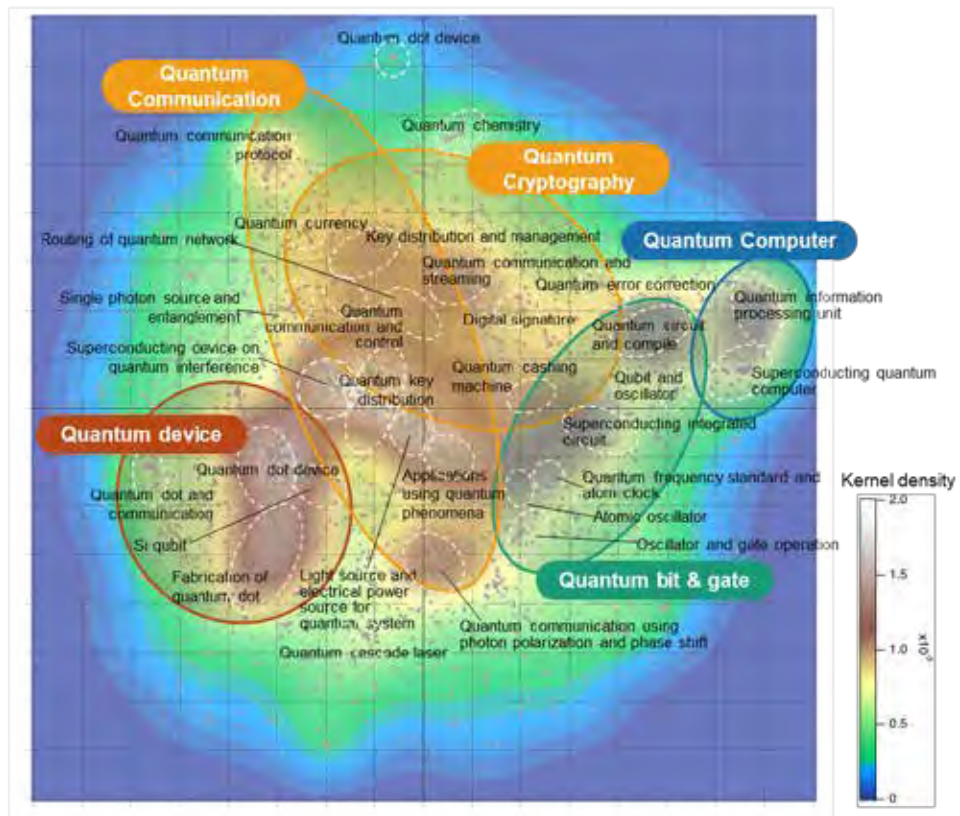 Quantum dot device
Quantum
Communication
Quantum chemistry
Quantum communication
protocol
Quantum
Cryptography
Quantum currency
Routing of quantum network
Key distribution and management
Quantum Computer
Quantum communication and
streaming
Quantum error correction
Single photon source and
entanglement
Quantum
communication and
control
Digital signature
Quantum circuit
and compile
Quantum information
processing unit
Superconducting device on
quantum interference
Quantum key
distribution
Quantum cashing
machine
Qubit and
oscillator
Superconducting quantum
computer
Quantum device
Superconducting integrated
circuit
Quantum dot device
Quantum dot and
communication
Applications
using quantum
phenomena
Quantum frequency standard and
atom clock
Atomic oscillator
Si qubit
Oscillator and gate operation
Fabrication of
quantum dot
Light source and
electrical power
source for
quantum system
Quantum bit & gate
Quantum communication using
photon polarization and phase shift
Quantum cascade laser
Kernel density
2.0
1.5
1.0
0.5
0